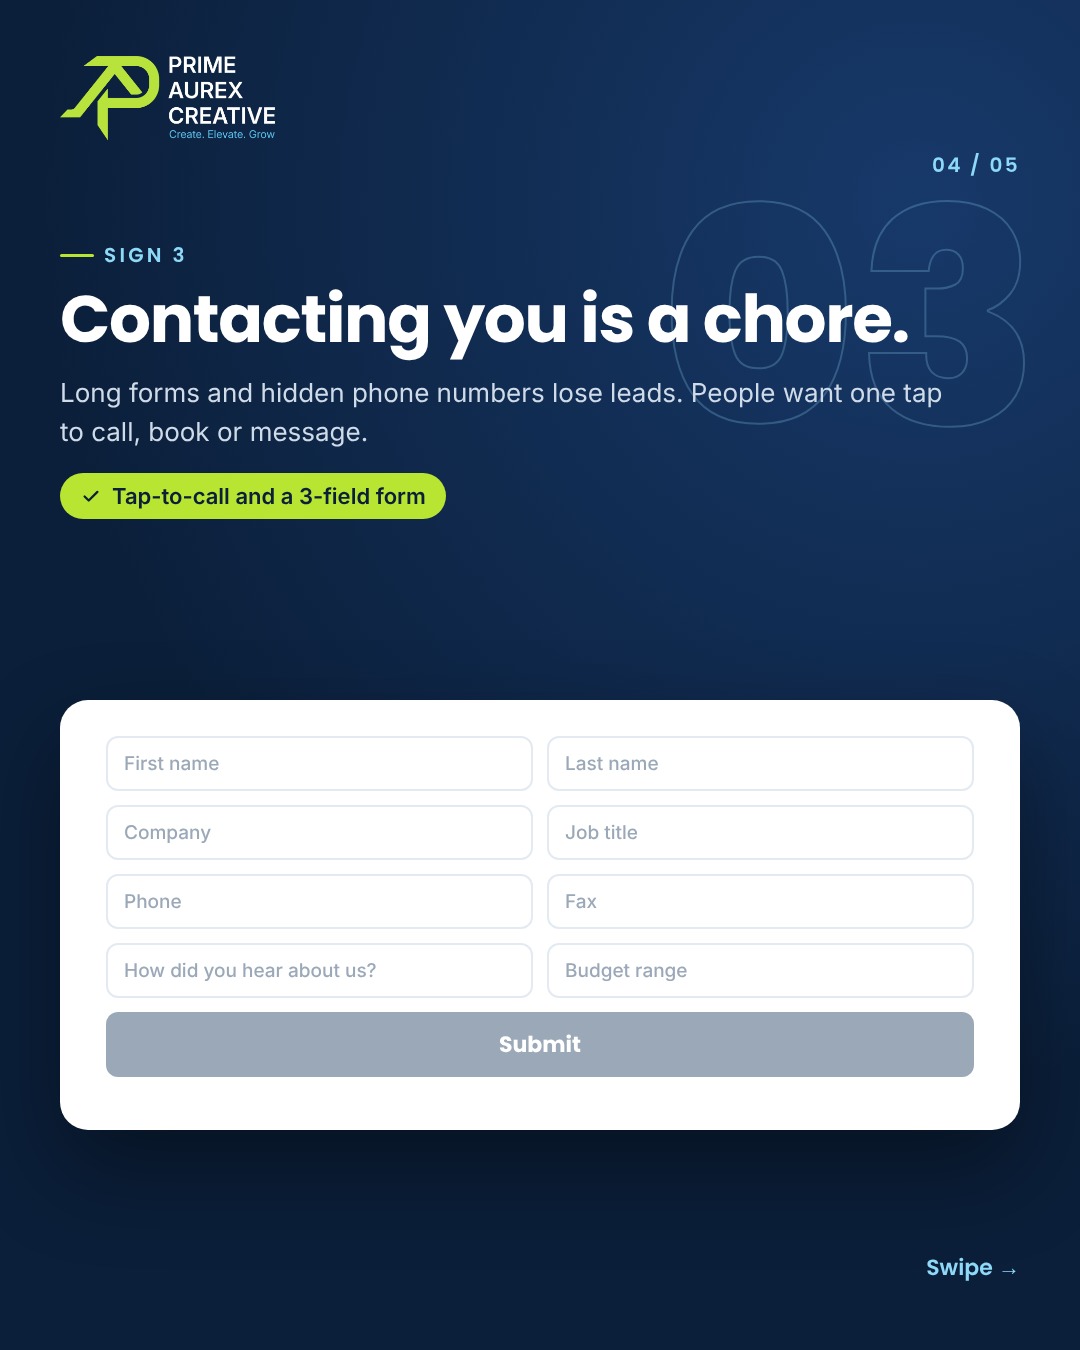 PRIME
AUREX
CREATIVE
Create. Elevate. Grow
04 / 05
03
SIGN 3
Contacting you is a chore.
Long forms and hidden phone numbers lose leads. People want one tap
to call, book or message.
✓ Tap-to-call and a 3-field form
First name
Last name
Company
Job title
Phone
Fax
How did you hear about us?
Budget range
Submit
Swipe →